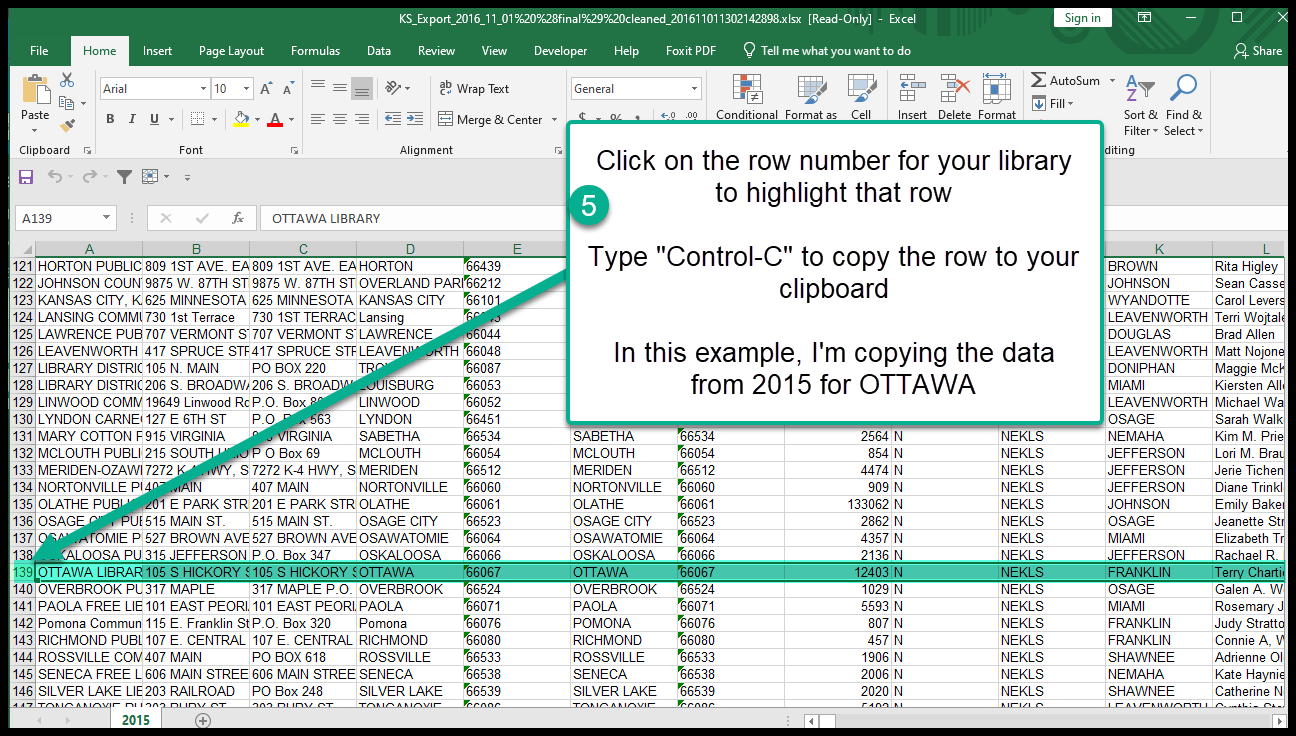 KS_Export_2016_11_01%20%28final%29%20cleaned_201611011302142898.xlsx [Read-Only] - Excel
Sign in
File Home Insert Page Layout Formulas Data Review View Developer Help Foxit PDF Tell me what you want to do Share
Arial 10 Wrap Text General AutoSum
Paste B I U Merge & Center Conditional Format as Cell Insert Delete Format Fill Sort & Find &
Filter Select
Clipboard Font Alignment diting
A139 fx OTTAWA LIBRARY
Click on the row number for your library
to highlight that row
5
Type "Control-C" to copy the row to your
clipboard
In this example, I'm copying the data
from 2015 for OTTAWA
A B C D E K L
121 HORTON PUBLIC 809 1ST AVE. EA 809 1ST AVE. EA HORTON 66439 BROWN Rita Higley
122 JOHNSON COUN 9875 W. 87TH ST 9875 W. 87TH ST OVERLAND PAR 66212 JOHNSON Sean Casse
123 KANSAS CITY, K 625 MINNESOTA 625 MINNESOTA KANSAS CITY 66101 WYANDOTTE Carol Levers
124 LANSING COMMU 730 1st Terrace 730 1ST TERRAC Lansing LEAVENWORTH Terri Wojtale
125 LAWRENCE PUB 707 VERMONT S 707 VERMONT S LAWRENCE 66044 DOUGLAS Brad Allen
126 LEAVENWORTH 417 SPRUCE STR 417 SPRUCE STR LEAVENWORTH 66048 LEAVENWORTH Matt Nojone
127 LIBRARY DISTRIC 105 N. MAIN PO BOX 220 66087 DONIPHAN Maggie McK
128 LIBRARY DISTRIC 206 S. BROADWA 206 S. BROADW OUISBURG 66053 MIAMI Kiersten All
129 LINWOOD COMM 19649 Linwood Rd P.O. Box LINWOOD 66052 LEAVENWORTH Michael Wa
130 LYNDON CARNE 127 E 6TH ST P.O. 563 LYNDON 66451 OSAGE Sarah Walk
131 MARY COTTON P 915 VIRGINIA VIRGINIA SABETHA 66534 SABETHA 66534 2564 N NEKLS NEMAHA Kim M. Prie
132 MCLOUTH PUBLI 215 SOUTH P O Box 69 MCLOUTH 66054 MCLOUTH 66054 854 N NEKLS JEFFERSON Lori M. Brau
133 MERIDEN-OZAW 7272 K-4 HWY, S 7272 K-4 HWY, S MERIDEN 66512 MERIDEN 66512 4474 N NEKLS JEFFERSON Jerie Tichen
134 NORTONVILLE P 407 MAIN 407 MAIN NORTONVILLE 66060 NORTONVILLE 66060 909 N NEKLS JEFFERSON Diane Trinkl
135 OLATHE PUBL 201 E PARK STR 201 E PARK STR OLATHE 66061 OLATHE 66061 133062 N NEKLS JOHNSON Emily Baker
136 OSAGE CITY PU 515 MAIN ST. 515 MAIN ST. OSAGE CITY 66523 OSAGE CITY 66523 2862 N NEKLS OSAGE Jeanette Str
137 OSAWATOMIE P 527 BROWN AVE 527 BROWN AVE OSAWATOMIE 66064 OSAWATOMIE 66064 4357 N NEKLS MIAMI Elizabeth Tr
138 OSKALOOSA PU 315 JEFFERSON P.O. Box 347 OSKALOOSA 66066 OSKALOOSA 66066 2136 N NEKLS JEFFERSON Rachael R.
139 OTTAWA LIBRAR 105 S HICKORY S 105 S HICKORY S OTTAWA 66067 OTTAWA 66067 12403 N NEKLS FRANKLIN Terry Charti
140 OVERBROOK PU 317 MAPLE 317 MAPLE P.O. OVERBROOK 66524 OVERBROOK 66524 1029 N NEKLS OSAGE Galen A. W
141 PAOLA FREE LIE 101 EAST PEORI 101 EAST PEORI PAOLA 66071 PAOLA 66071 5593 N NEKLS MIAMI Rosemary J
142 Pomona Commun 115 E. Franklin St P.O. Box 320 Pomona 66076 POMONA 66076 807 N NEKLS FRANKLIN Judy Stratto
143 RICHMOND PUBL 107 E. CENTRAL 107 E. CENTRAL RICHMOND 66080 RICHMOND 66080 457 N NEKLS FRANKLIN Connie A, W
144 ROSSVILLE COM 407 MAIN PO BOX 618 ROSSVILLE 66533 ROSSVILLE 66533 1906 N NEKLS SHAWNEE Adrienne Ol
145 SENECA FREE L 606 MAIN STREE 606 MAIN STREE SENECA 66538 SENECA 66538 2006 N NEKLS NEMAHA Kate Haynie
146 SILVER LAKE LIE 203 RAILROAD PO Box 248 SILVER LAKE 66539 SILVER LAKE 66539 2020 N NEKLS SHAWNEE Catherine N
2015